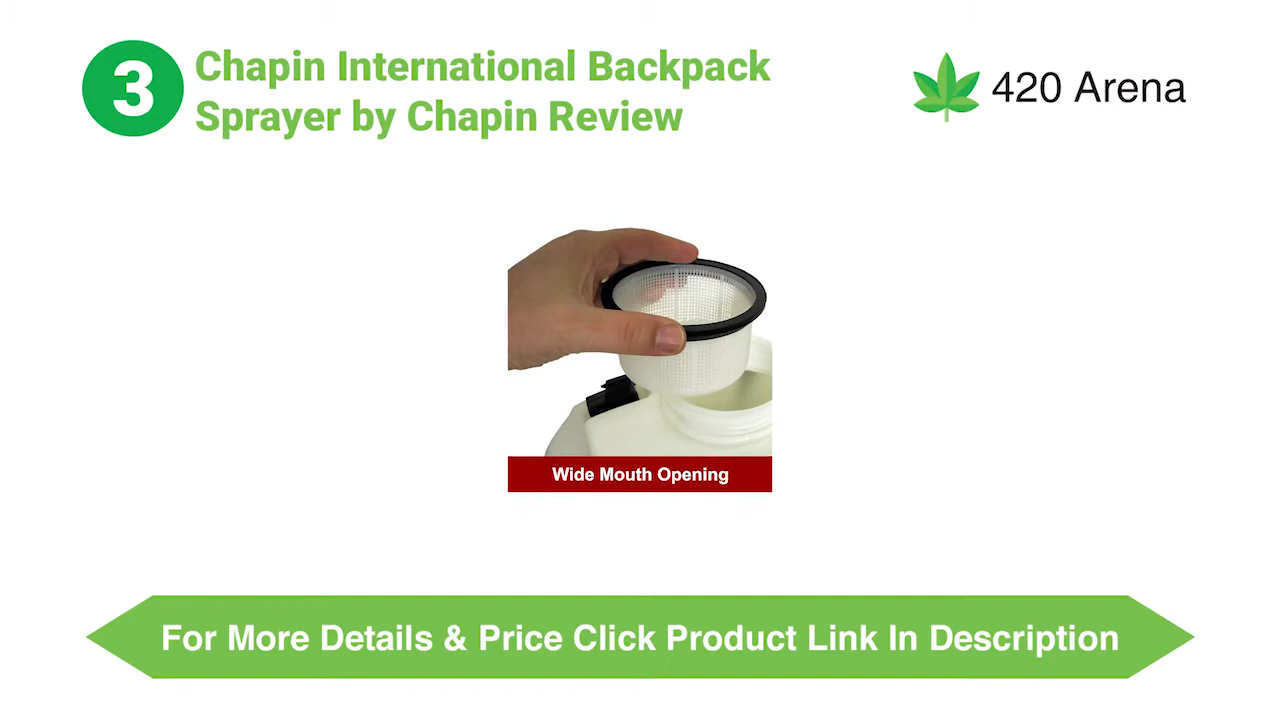 3
Chapin International Backpack
Sprayer by Chapin Review
420 Arena
Wide Mouth Opening
For More Details & Price Click Product Link In Description